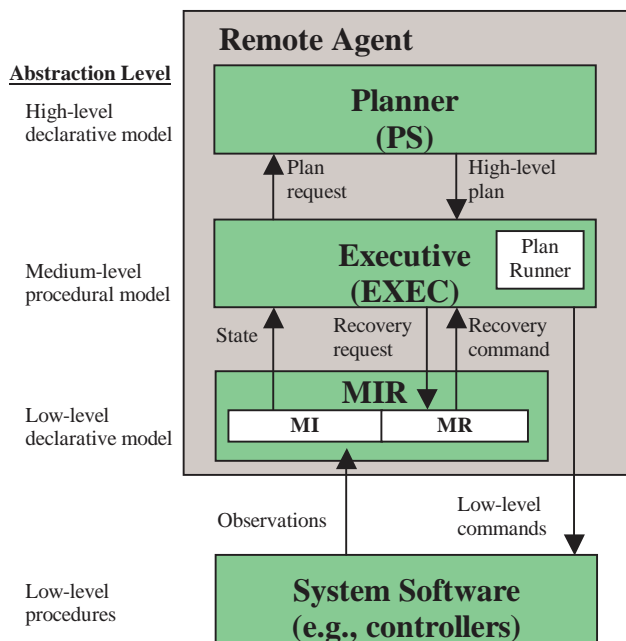 Remote Agent
Abstraction Level
High-level
declarative model
Planner
(PS)
Plan
request
High-level
plan
Medium-level
procedural model
Executive
(EXEC)
Plan
Runner
State
Recovery
request
Recovery
command
Low-level
declarative model
MIR
MI
MR
Observations
Low-level
commands
Low-level
procedures
System Software
(e.g., controllers)